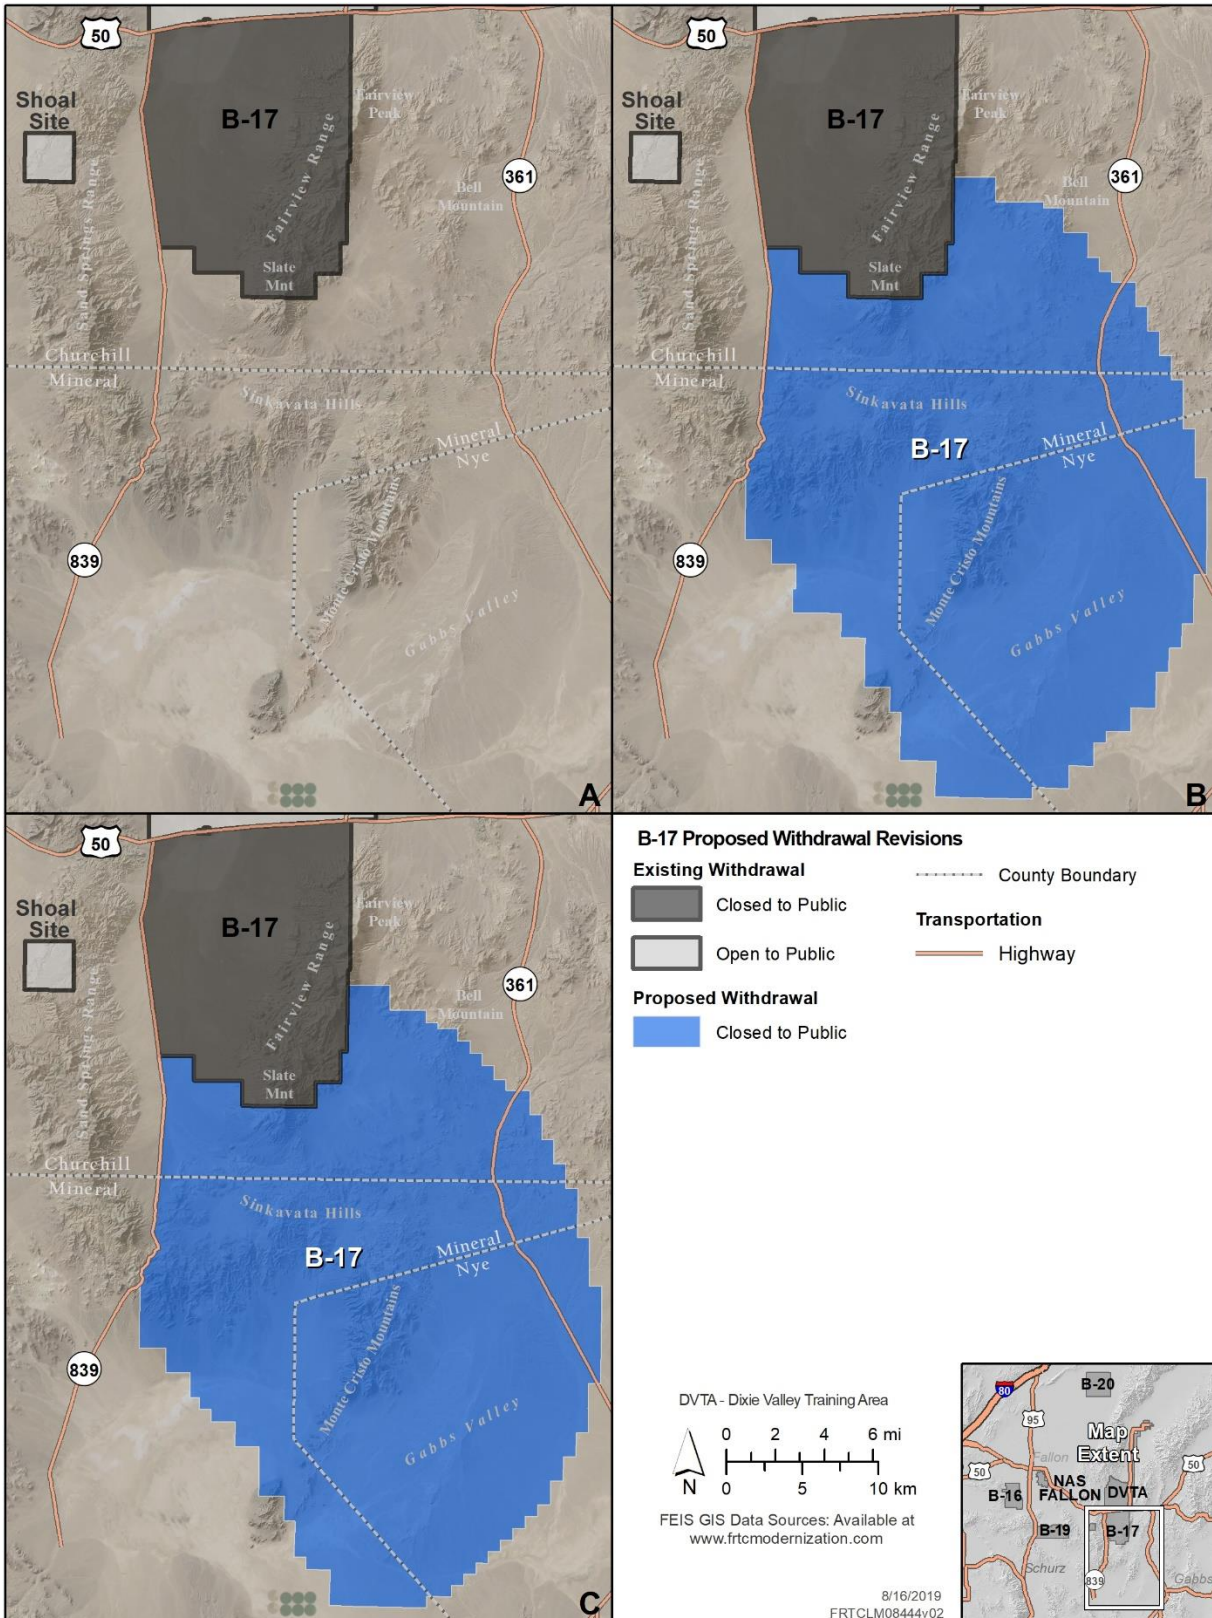 50
Shoal
Site
B-17
Fairview
Peak
Fairview Range
Sand Springs Range
361
Bell
Mountain
Slate
Mnt
Churchill
Mineral
Sinkavata Hills
Mineral
Nye
Monte Cristo Mountains
839
Gabbs Valley
A
50
Shoal
Site
B-17
Fairview
Peak
Fairview Range
Sand Springs Range
361
Bell
Mountain
Slate
Mnt
Churchill
Mineral
Sinkavata Hills
B-17
Mineral
Nye
Monte Cristo Mountains
839
Gabbs Valley
B
50
Shoal
Site
B-17
Fairview
Peak
Fairview Range
Sand Springs Range
361
Bell
Mountain
Slate
Mnt
Churchill
Mineral
Sinkavata Hills
B-17
Mineral
Nye
Monte Cristo Mountains
839
Gabbs Valley
C
B-17 Proposed Withdrawal Revisions
Existing Withdrawal
Closed to Public
Open to Public
Proposed Withdrawal
Closed to Public
County Boundary
Transportation
Highway
DVTA - Dixie Valley Training Area
0 2 4 6 mi
N
0 5 10 km
FEIS GIS Data Sources: Available at
www.frtcmodernization.com
8/16/2019
FRTCLM08444v02
80
B-20
95
Map
Extent
Fallon
50
50
NAS
FALLON
DVTA
B-16
B-19
B-17
Schurz
839
Gabbs